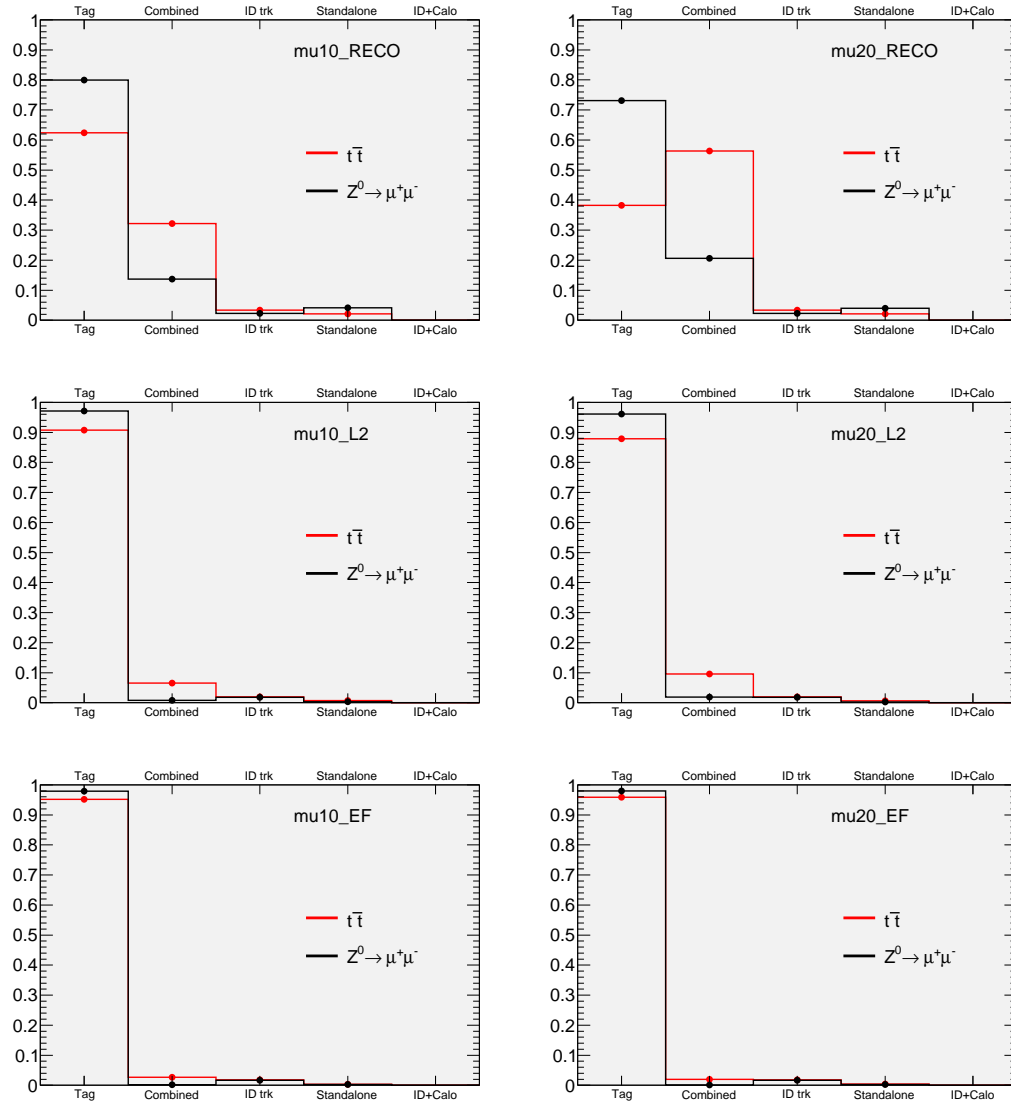 Tag Combined ID trk Standalone ID+Calo
1
0.9
0.8
0.7
0.6
0.5
0.4
0.3
0.2
0.1
0
mu10_RECO
tt̅
Z⁰→μ⁺μ⁻
Tag Combined ID trk Standalone ID+Calo
Tag Combined ID trk Standalone ID+Calo
1
0.9
0.8
0.7
0.6
0.5
0.4
0.3
0.2
0.1
0
mu20_RECO
tt̅
Z⁰→μ⁺μ⁻
Tag Combined ID trk Standalone ID+Calo
Tag Combined ID trk Standalone ID+Calo
1
0.9
0.8
0.7
0.6
0.5
0.4
0.3
0.2
0.1
0
mu10_L2
tt̅
Z⁰→μ⁺μ⁻
Tag Combined ID trk Standalone ID+Calo
Tag Combined ID trk Standalone ID+Calo
1
0.9
0.8
0.7
0.6
0.5
0.4
0.3
0.2
0.1
0
mu20_L2
tt̅
Z⁰→μ⁺μ⁻
Tag Combined ID trk Standalone ID+Calo
Tag Combined ID trk Standalone ID+Calo
1
0.9
0.8
0.7
0.6
0.5
0.4
0.3
0.2
0.1
0
mu10_EF
tt̅
Z⁰→μ⁺μ⁻
Tag Combined ID trk Standalone ID+Calo
Tag Combined ID trk Standalone ID+Calo
1
0.9
0.8
0.7
0.6
0.5
0.4
0.3
0.2
0.1
0
mu20_EF
tt̅
Z⁰→μ⁺μ⁻
Tag Combined ID trk Standalone ID+Calo